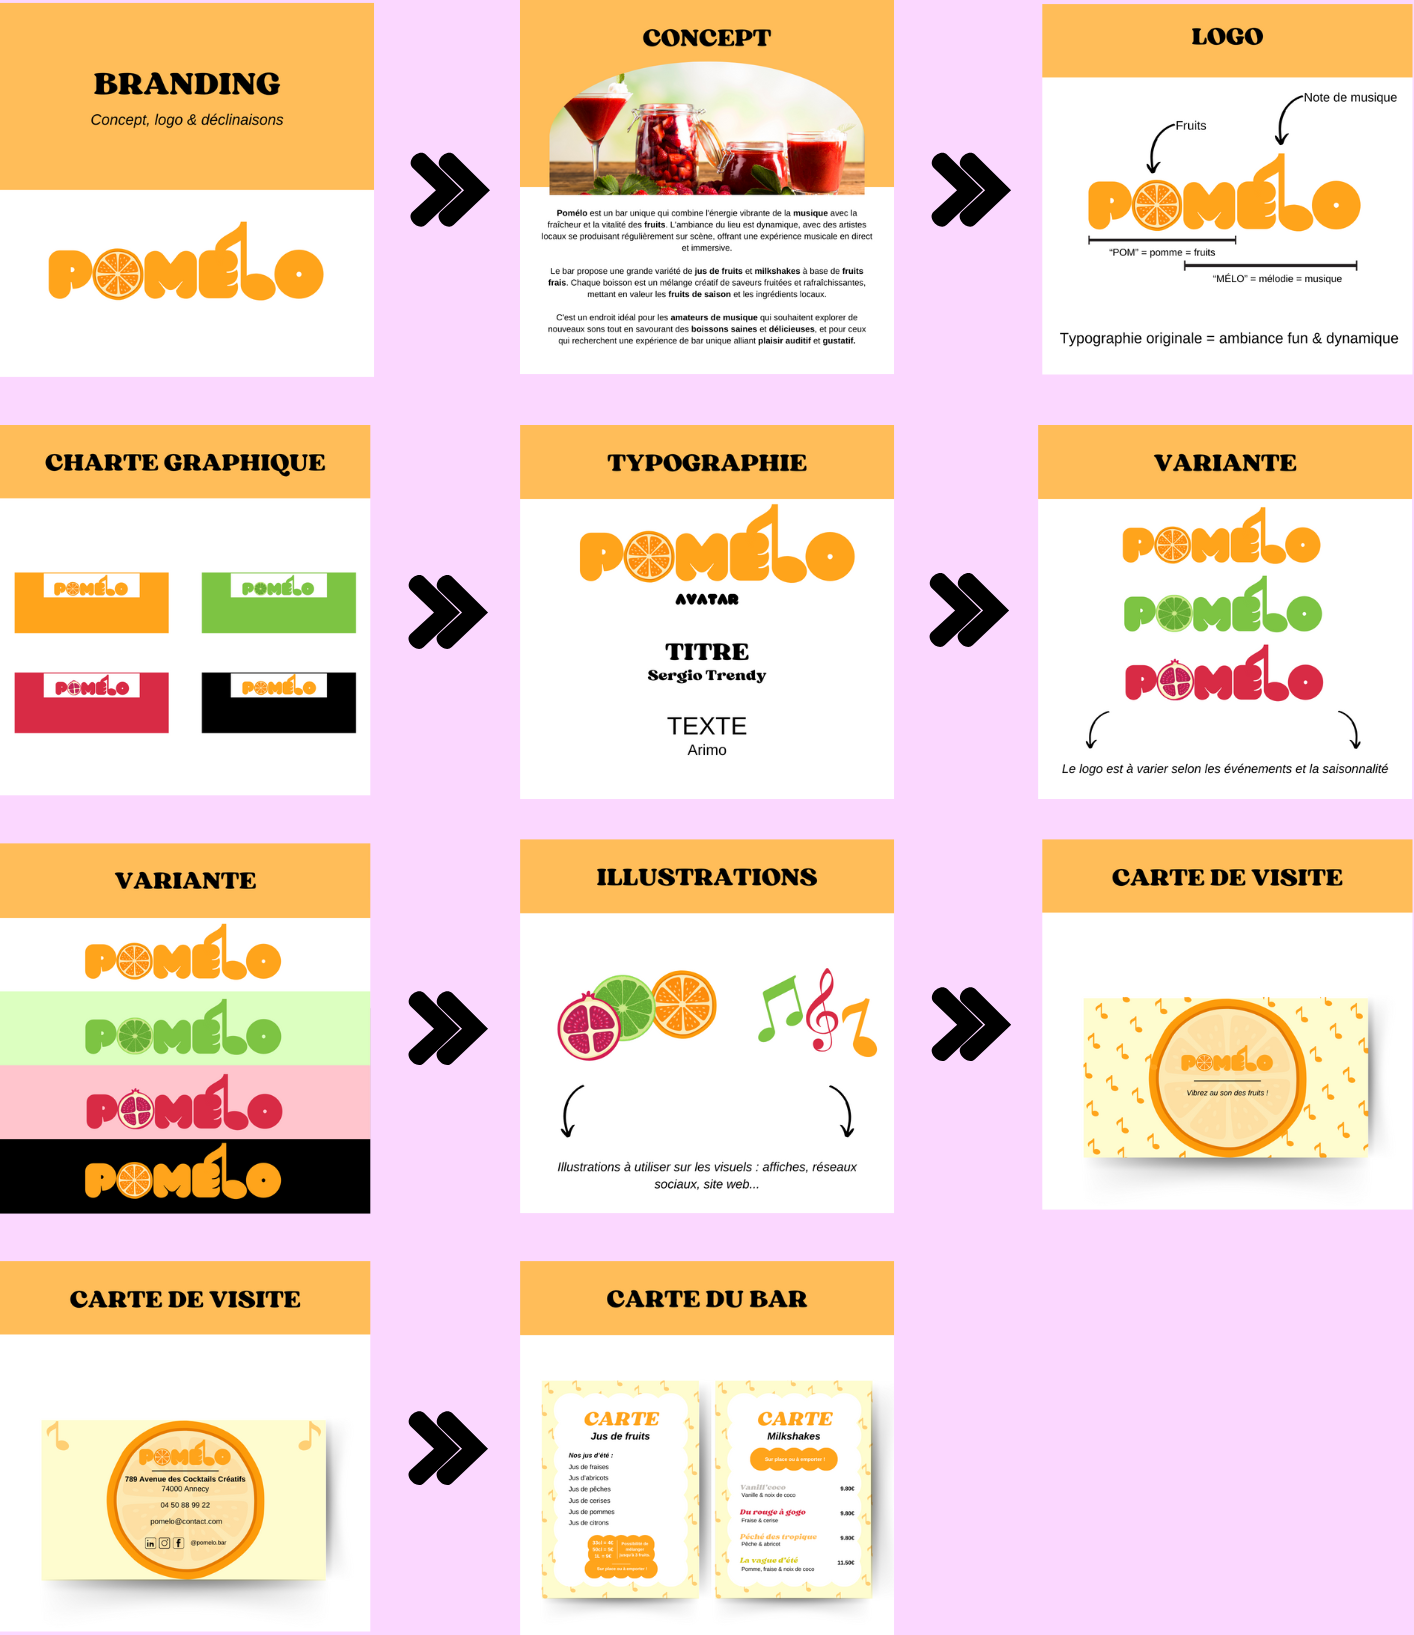 BRANDING
Concept, logo & déclinaisons
POMÉLO
CONCEPT
Pomélo est un bar unique qui combine l'énergie vibrante de la musique avec la
fraîcheur et la vitalité des fruits. L'ambiance du lieu est dynamique, avec des artistes
locaux se produisant régulièrement sur scène, offrant une expérience musicale en direct
et immersive.
Le bar propose une grande variété de jus de fruits et milkshakes à base de fruits
frais. Chaque boisson est un mélange créatif de saveurs fruitées et rafraîchissantes,
mettant en valeur les fruits de saison et les ingrédients locaux.
C'est un endroit idéal pour les amateurs de musique qui souhaitent explorer de
nouveaux sons tout en savourant des boissons saines et délicieuses, et pour ceux
qui recherchent une expérience de bar unique alliant plaisir auditif et gustatif.
LOGO
Note de musique
Fruits
POMÉLO
"POM" = pomme = fruits
"MÉLO" = mélodie = musique
Typographie originale = ambiance fun & dynamique
CHARTE GRAPHIQUE
POMÉLO
POMÉLO
POMÉLO
POMÉLO
TYPOGRAPHIE
POMÉLO
AVATAR
TITRE
Sergio Trendy
TEXTE
Arimo
VARIANTE
POMÉLO
POMÉLO
POMÉLO
Le logo est à varier selon les événements et la saisonnalité
VARIANTE
POMÉLO
POMÉLO
POMÉLO
POMÉLO
ILLUSTRATIONS
Illustrations à utiliser sur les visuels : affiches, réseaux
sociaux, site web...
CARTE DE VISITE
POMÉLO
Vibrez au son des fruits !
CARTE DE VISITE
POMÉLO
789 Avenue des Cocktails Créatifs
74000 Annecy
04 50 88 99 22
pomelo@contact.com
in f @pomelo.bar
CARTE DU BAR
CARTE
Jus de fruits
Nos jus d'été :
Jus de fraises
Jus d'abricots
Jus de pêches
Jus de cerises
Jus de pommes
Jus de citrons
Possibilité de
mélanger
jusqu'à 3 fruits
Sur place ou à emporter !
CARTE
Milkshakes
Sur place ou à emporter !
Vanill'coco 9.80€
Vanille & noix de coco
Du rouge à gogo 9.80€
Fraise & cerise
Péché des tropique 9.80€
Pêche & abricot
La vague d'été 11.50€
Pomme, fraise & noix de coco